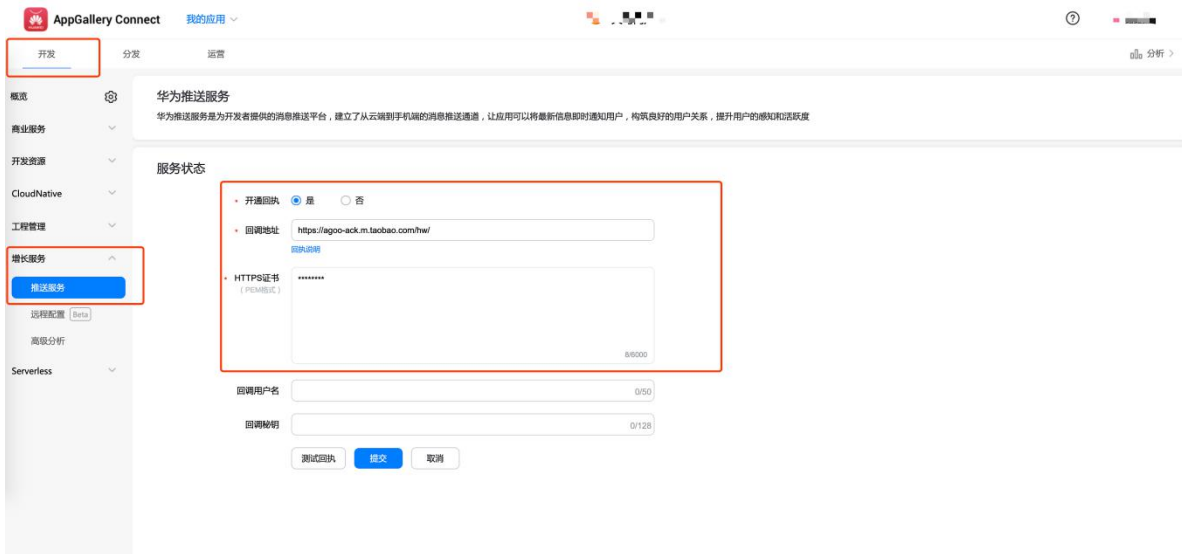 AppGallery Connect 我的应用
开发 分发 运营 分析
概览
商业服务
开发资源
CloudNative
工程管理
增长服务
推送服务
远程配置 Beta
高级分析
Serverless
华为推送服务
华为推送服务是为开发者提供的消息推送平台，建立了从云端到手机端的消息推送通道，让应用可以将最新信息即时通知用户，构筑良好的用户关系，提升用户的感知和活跃度
服务状态
* 开通回执 是 否
* 回调地址 https://agoo-ack.m.taobao.com/hw/
回执说明
* HTTPS证书 ********
（PEM格式）
8/6000
回调用户名 0/50
回调秘钥 0/128
测试回执 提交 取消